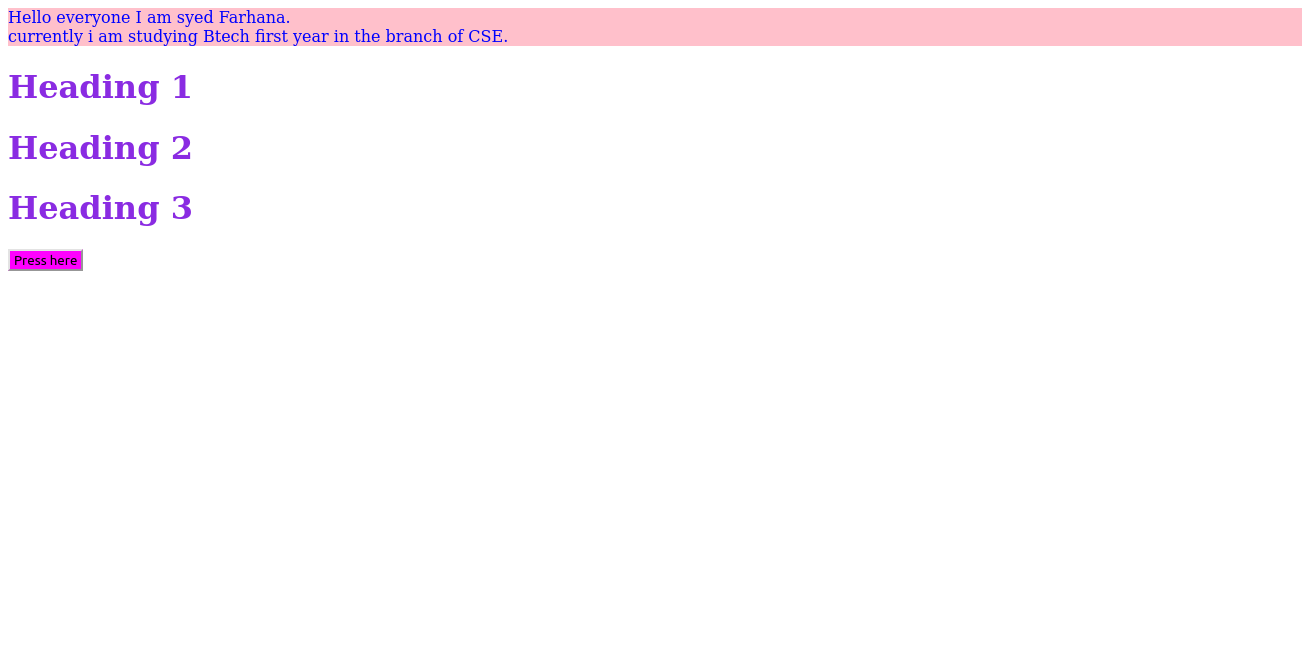 Hello everyone I am syed Farhana.
currently i am studying Btech first year in the branch of CSE.
Heading 1
Heading 2
Heading 3
Press here